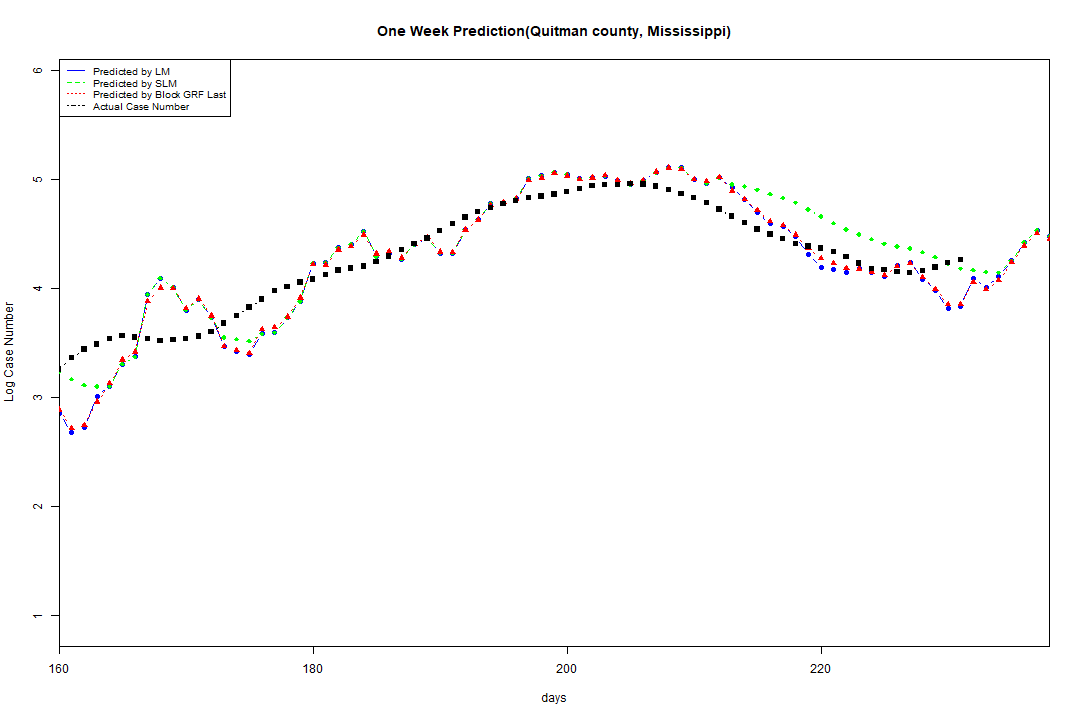 One Week Prediction(Quitman county, Mississippi)
Predicted by LM
Predicted by SLM
Predicted by Block GRF Last
Actual Case Number
6
5
4
3
2
1
Log Case Number
160 180 200 220
days